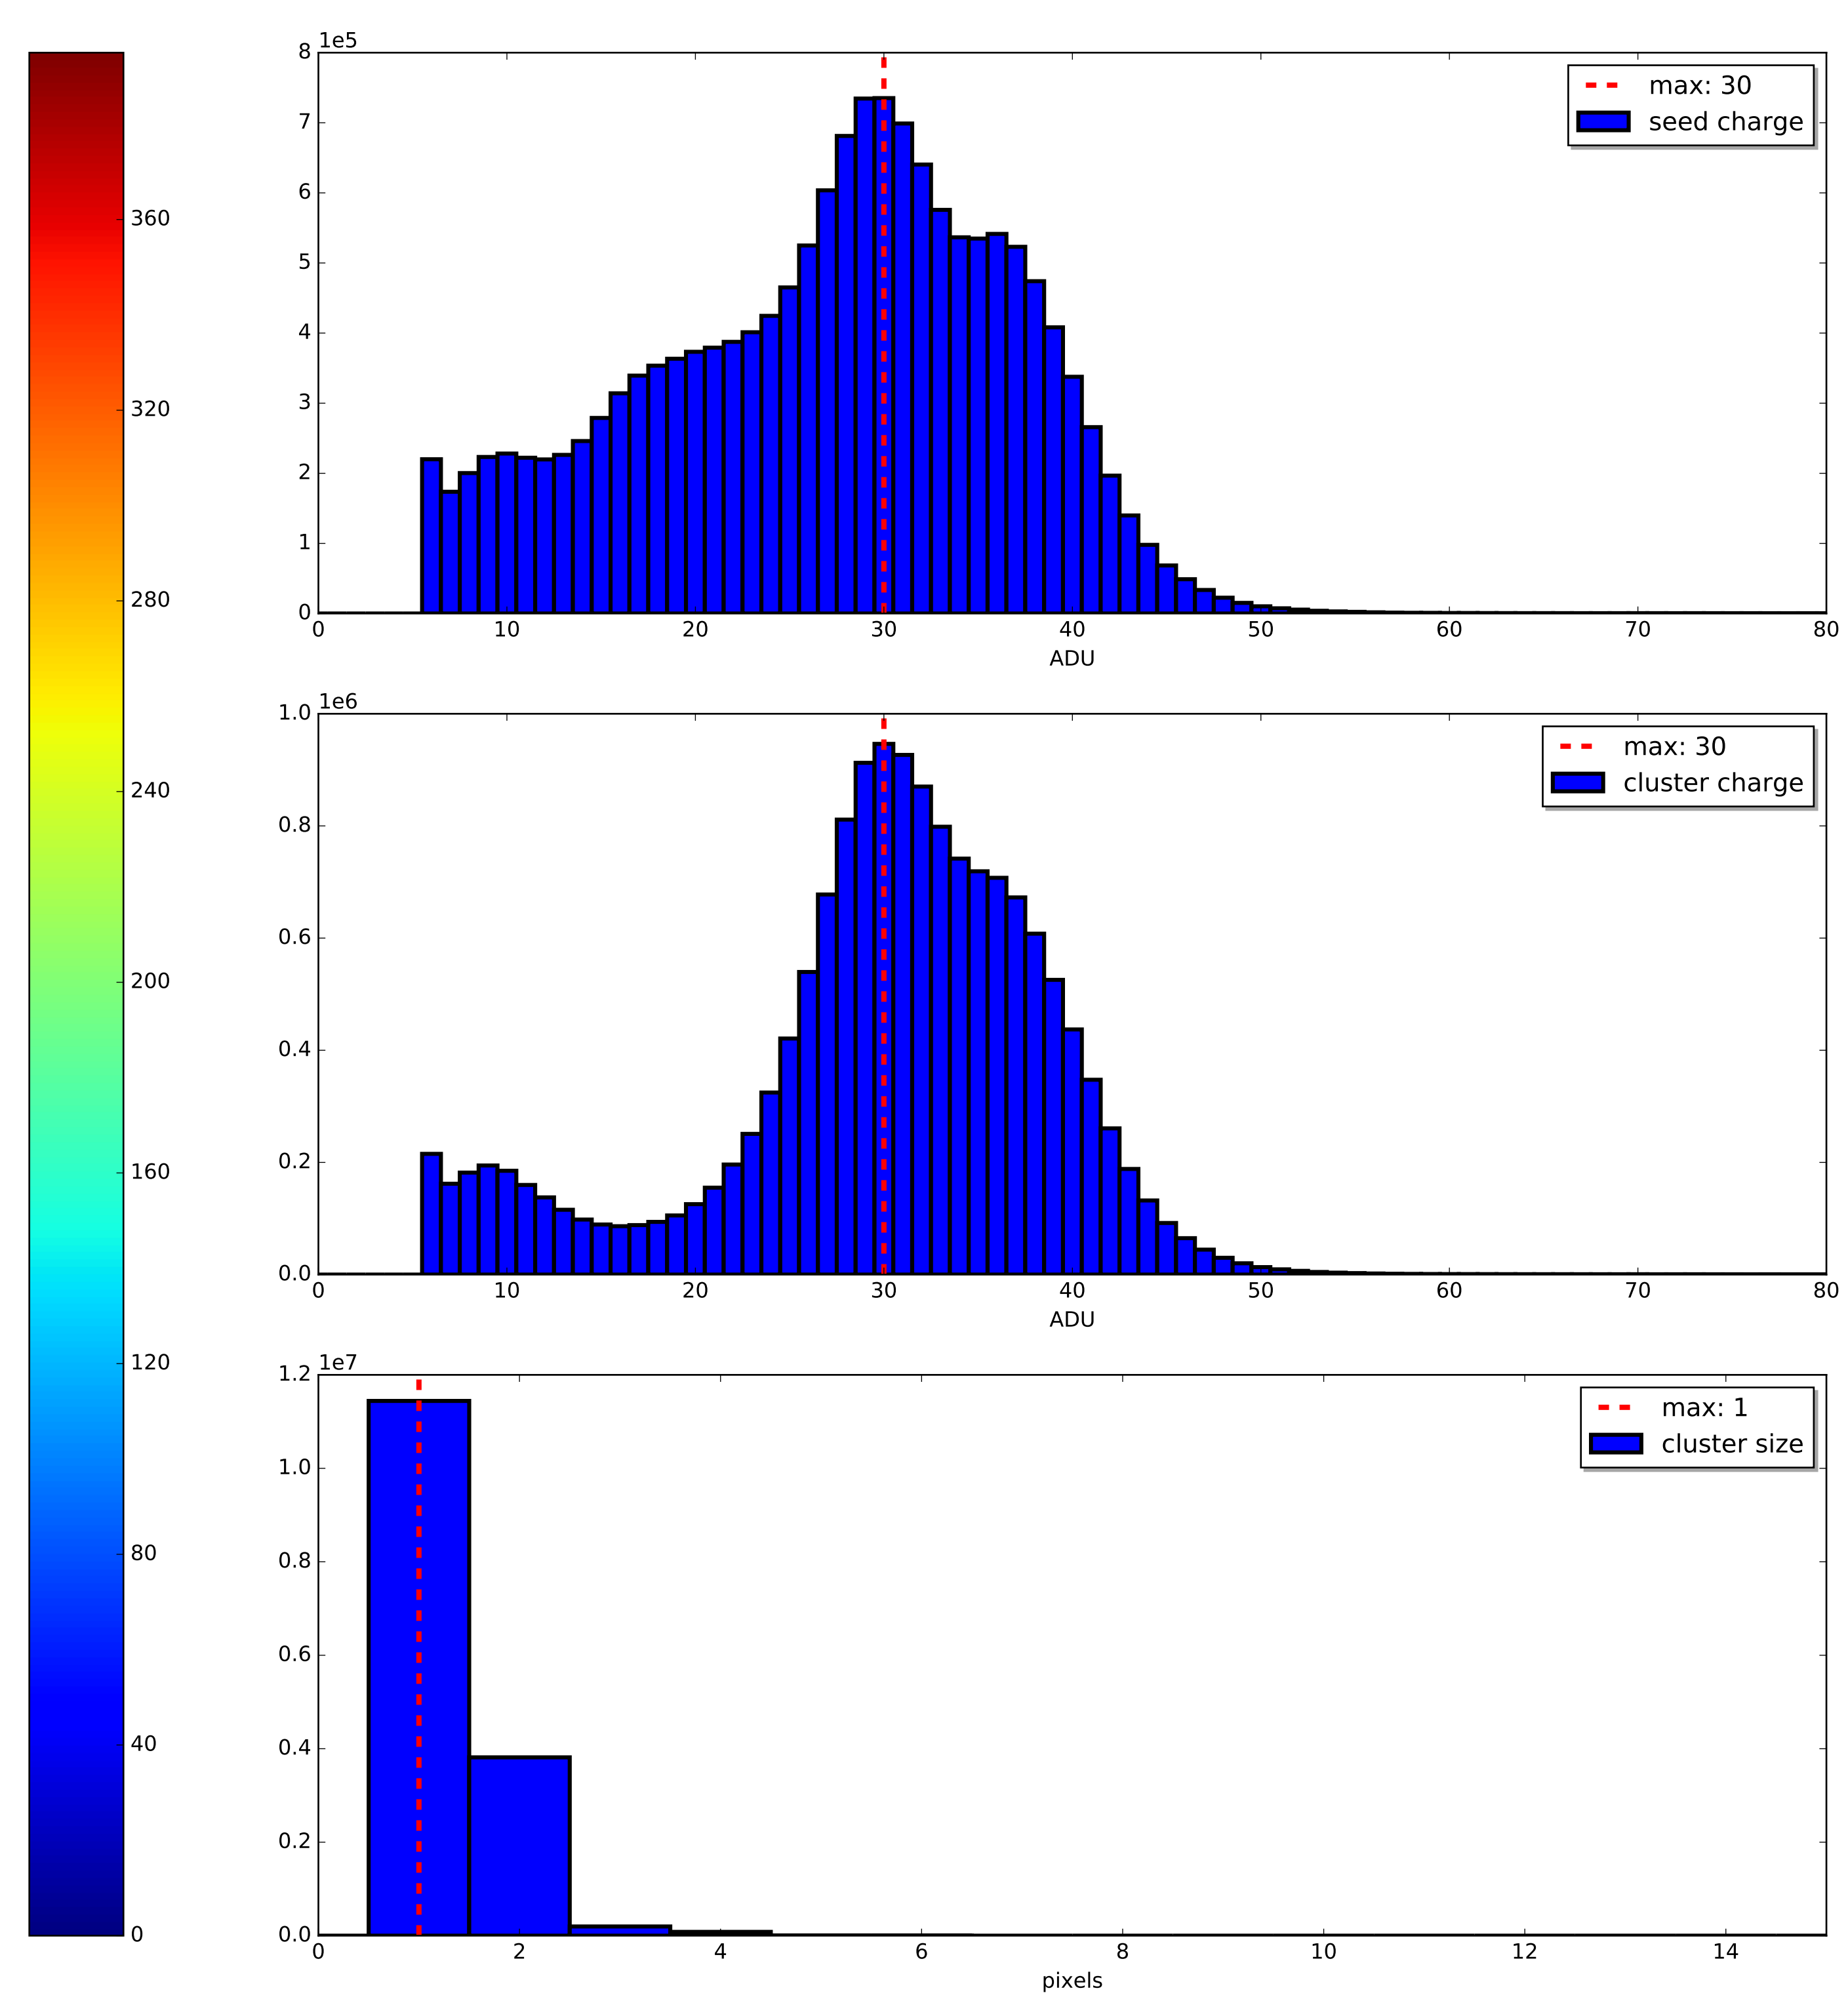 360
320
280
240
200
160
120
80
40
0
1e5
8
7
6
5
4
3
2
1
0
max: 30
seed charge
0 10 20 30 40 50 60 70 80
ADU
1e6
1.0
0.8
0.6
0.4
0.2
0.0
max: 30
cluster charge
0 10 20 30 40 50 60 70 80
ADU
1e7
1.2
1.0
0.8
0.6
0.4
0.2
0.0
max: 1
cluster size
0 2 4 6 8 10 12 14
pixels